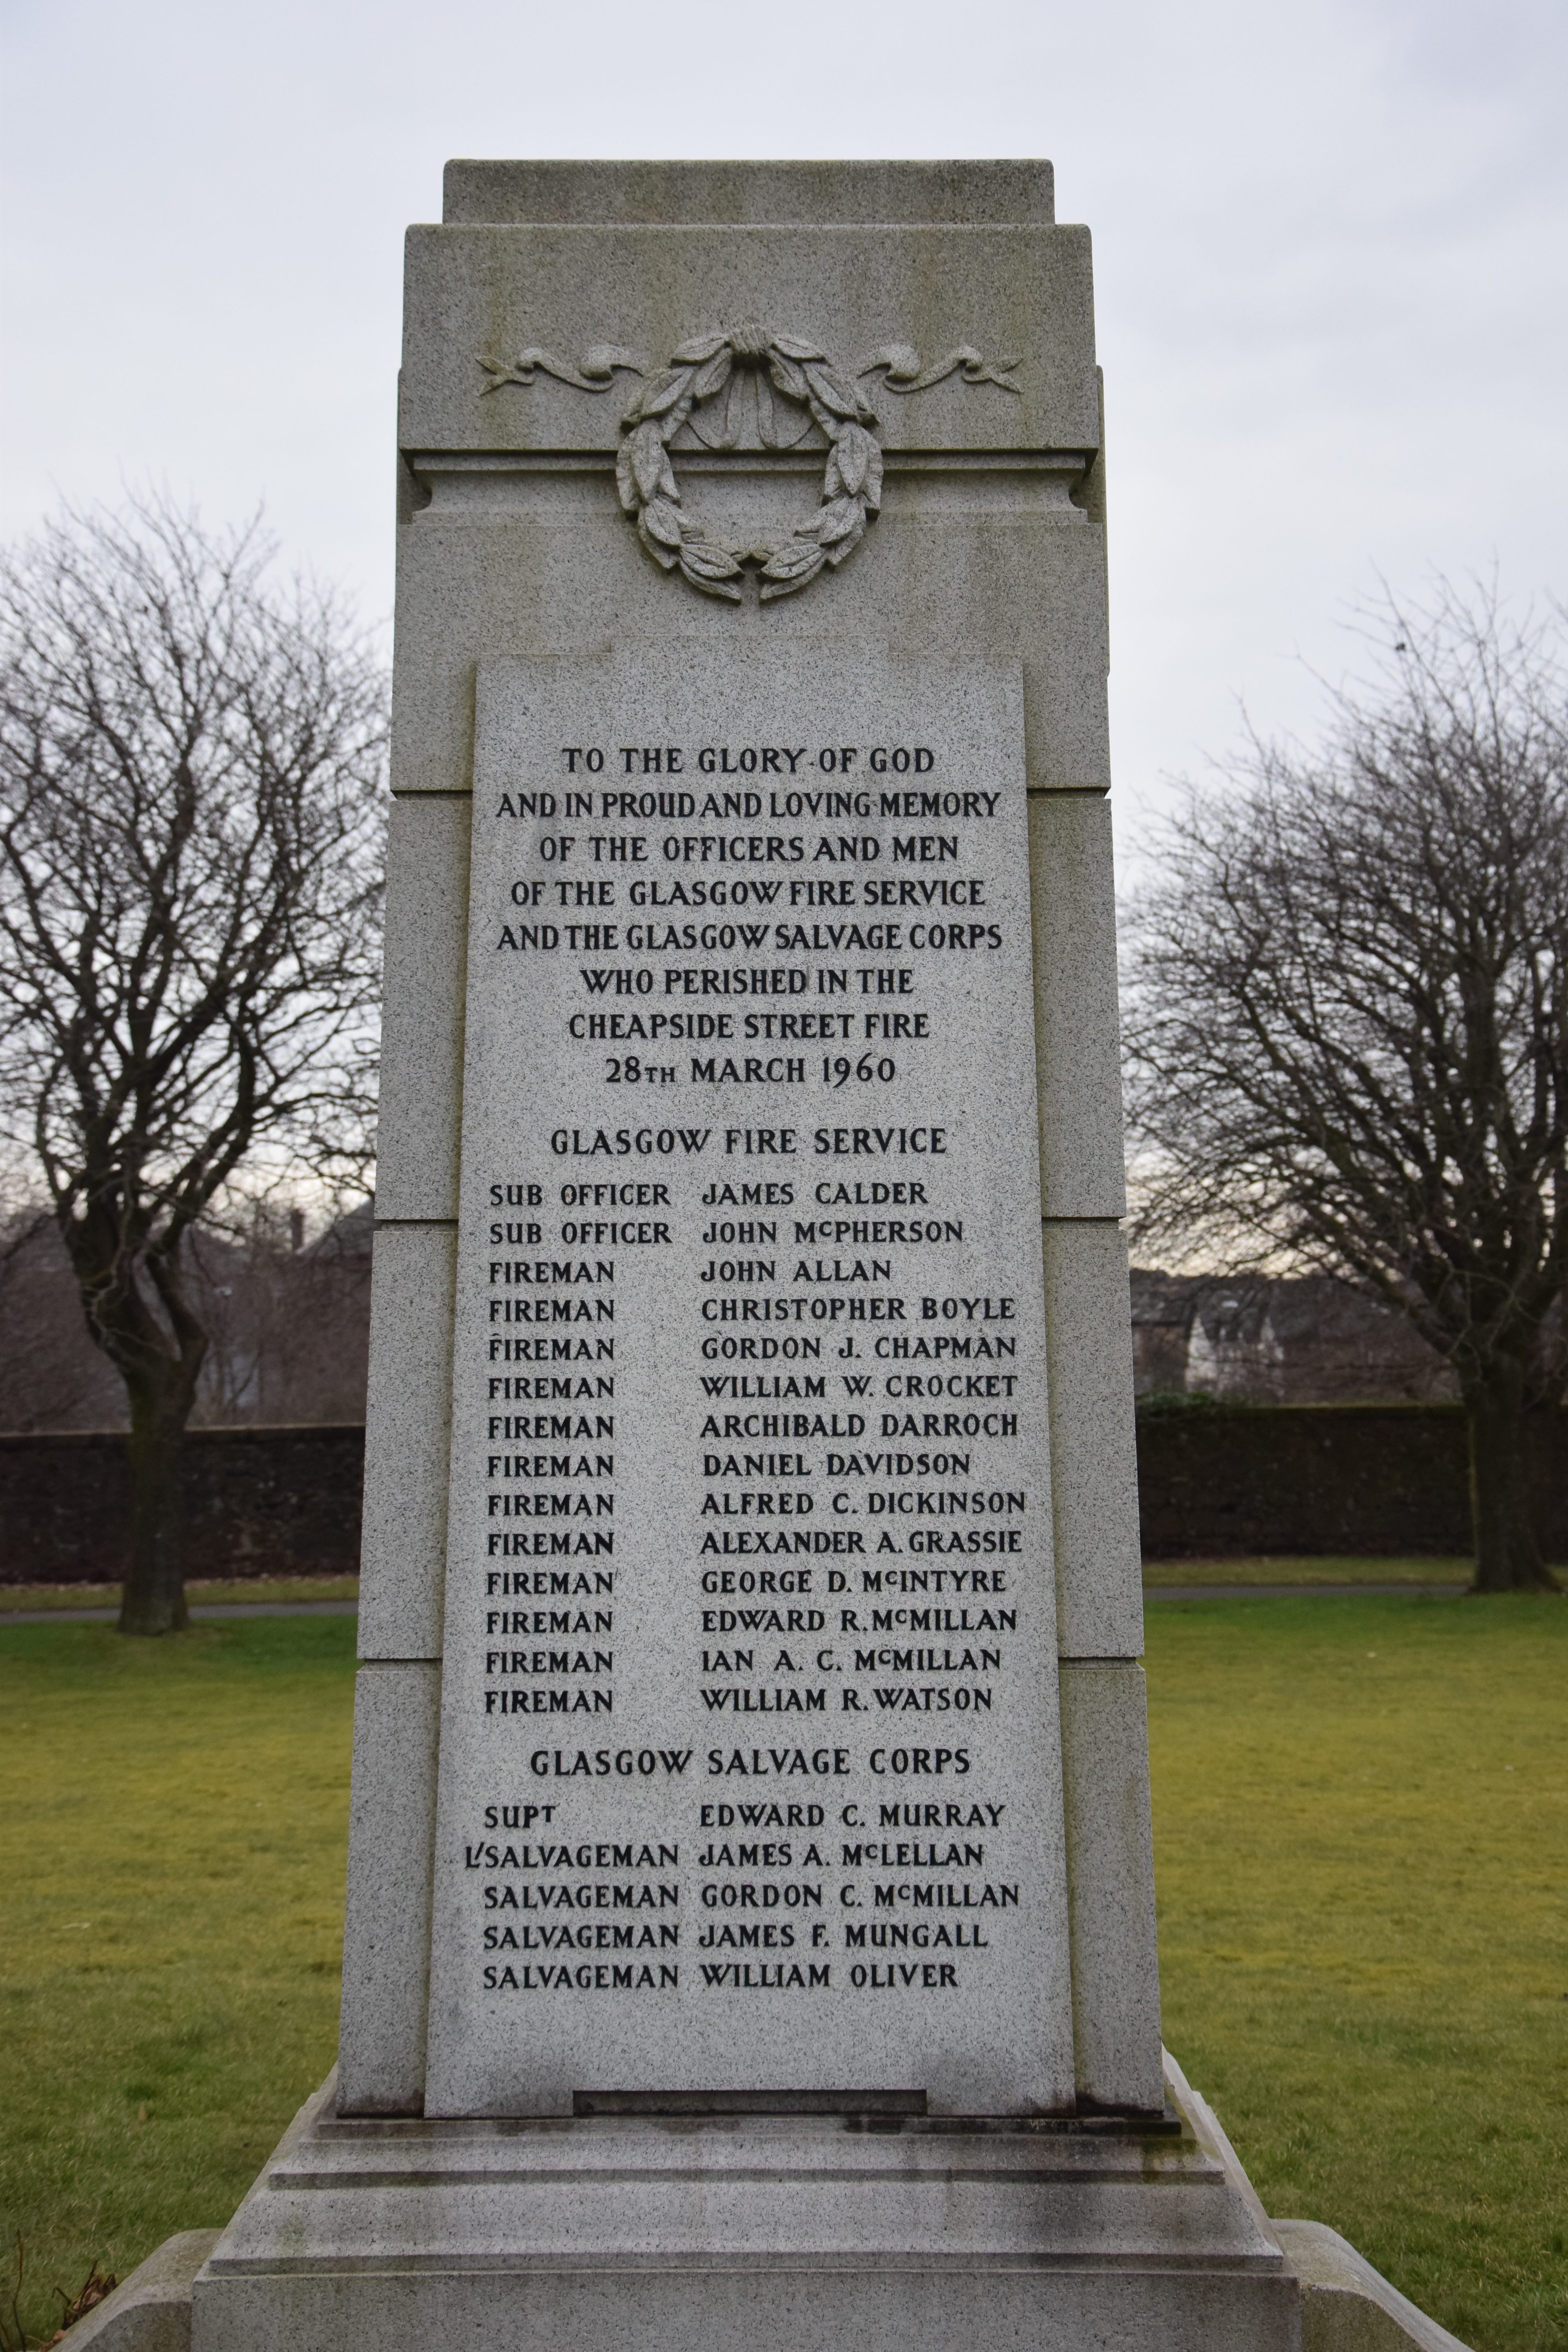 TO THE GLORY OF GOD
AND IN PROUD AND LOVING MEMORY
OF THE OFFICERS AND MEN
OF THE GLASGOW FIRE SERVICE
AND THE GLASGOW SALVAGE CORPS
WHO PERISHED IN THE
CHEAPSIDE STREET FIRE
28TH MARCH 1960
GLASGOW FIRE SERVICE
SUB OFFICER JAMES CALDER
SUB OFFICER JOHN McPHERSON
FIREMAN JOHN ALLAN
FIREMAN CHRISTOPHER BOYLE
FIREMAN GORDON J. CHAPMAN
FIREMAN WILLIAM W. CROCKET
FIREMAN ARCHIBALD DARROCH
FIREMAN DANIEL DAVIDSON
FIREMAN ALFRED C. DICKINSON
FIREMAN ALEXANDER A. GRASSIE
FIREMAN GEORGE D. McINTYRE
FIREMAN EDWARD R. McMILLAN
FIREMAN IAN A. C. McMILLAN
FIREMAN WILLIAM R. WATSON
GLASGOW SALVAGE CORPS
SUPT EDWARD C. MURRAY
L/SALVAGEMAN JAMES A. McLELLAN
SALVAGEMAN GORDON C. McMILLAN
SALVAGEMAN JAMES F. MUNGALL
SALVAGEMAN WILLIAM OLIVER